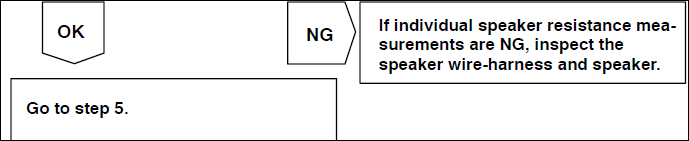 OK
NG
If individual speaker resistance mea-
surements are NG, inspect the
speaker wire-harness and speaker.
Go to step 5.